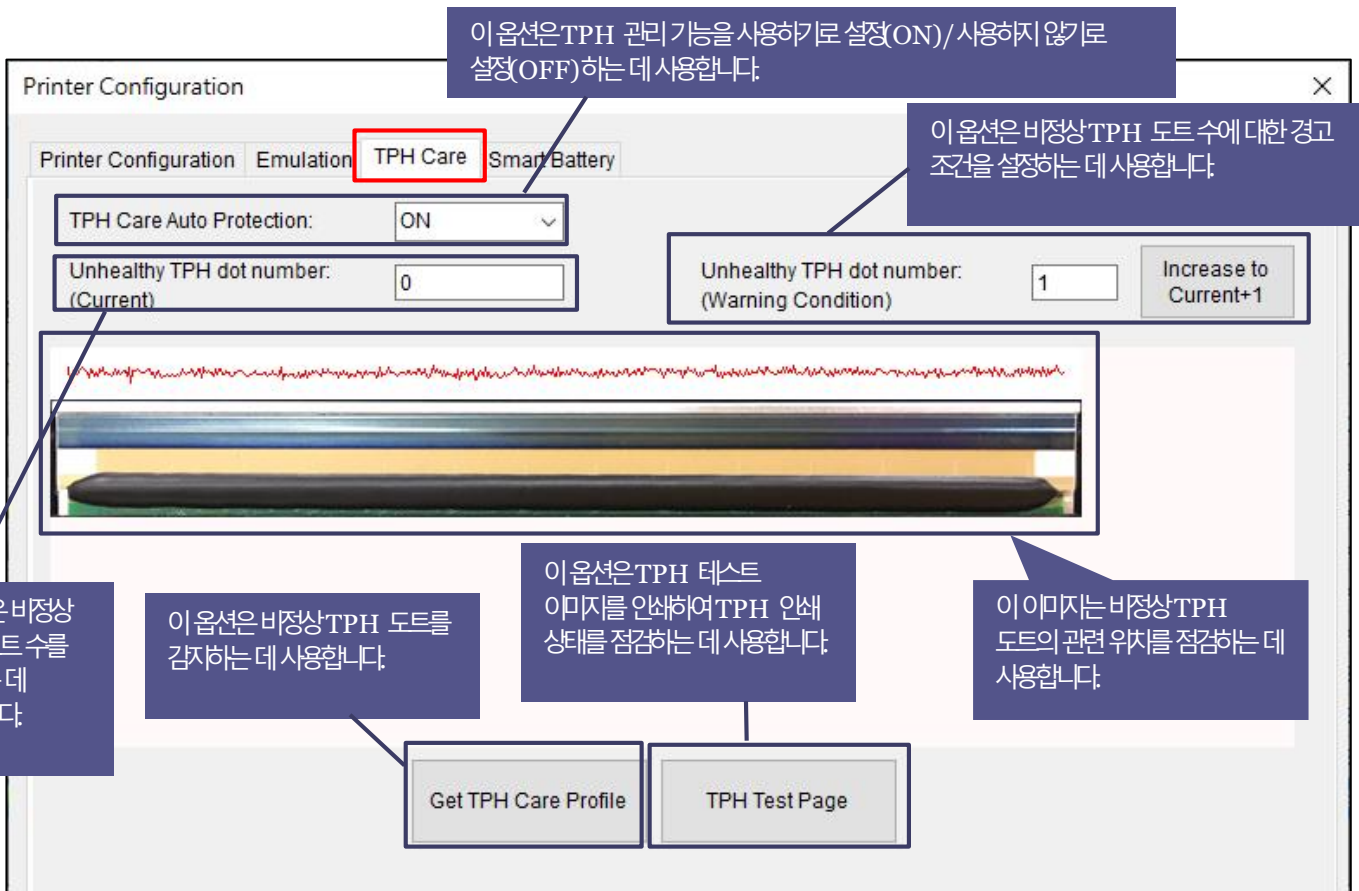 이 옵션은 TPH 관리 기능을 사용하기로 설정(ON)/사용하지 않기로
설정(OFF)하는 데 사용합니다.
Printer Configuration
이 옵션은 비정상 TPH 도트 수에 대한 경고
조건을 설정하는 데 사용합니다.
Printer Configuration Emulation TPH Care Smart Battery
TPH Care Auto Protection: ON
Unhealthy TPH dot number:
(Current)
0
Unhealthy TPH dot number:
(Warning Condition)
1
Increase to
Current+1
비정상
수를
데
이 옵션은 비정상 TPH 도트를
감지하는 데 사용합니다.
이 옵션은 TPH 테스트
이미지를 인쇄하여 TPH 인쇄
상태를 점검하는 데 사용합니다.
이 이미지는 비정상 TPH
도트의 관련 위치를 점검하는 데
사용합니다.
Get TPH Care Profile
TPH Test Page